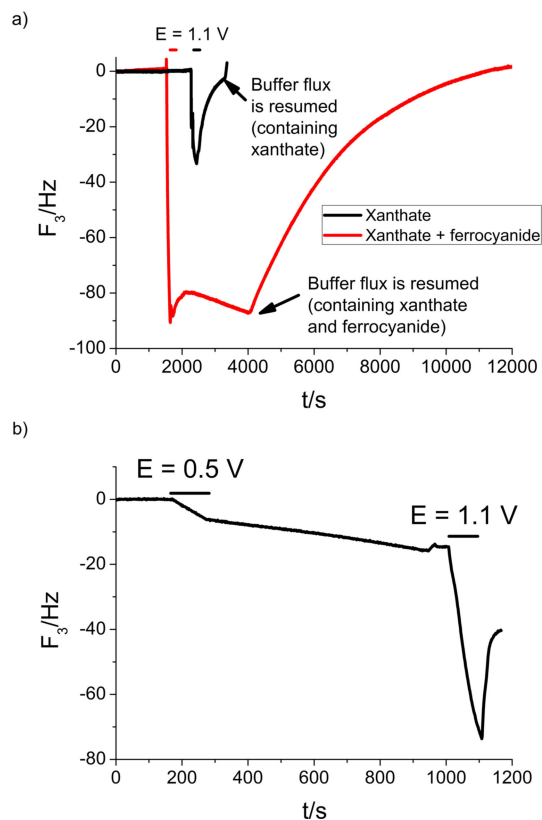 a)
E = 1.1 V
0
-20
-40
-60
-80
-100
F3/Hz
Buffer flux
is resumed
(containing
xanthate)
Xanthate
Xanthate + ferrocyanide
Buffer flux is resumed
(containing xanthate
and ferrocyanide)
0 2000 4000 6000 8000 10000 12000
t/s
b)
E = 0.5 V
E = 1.1 V
0
-20
-40
-60
-80
F3/Hz
0 200 400 600 800 1000 1200
t/s